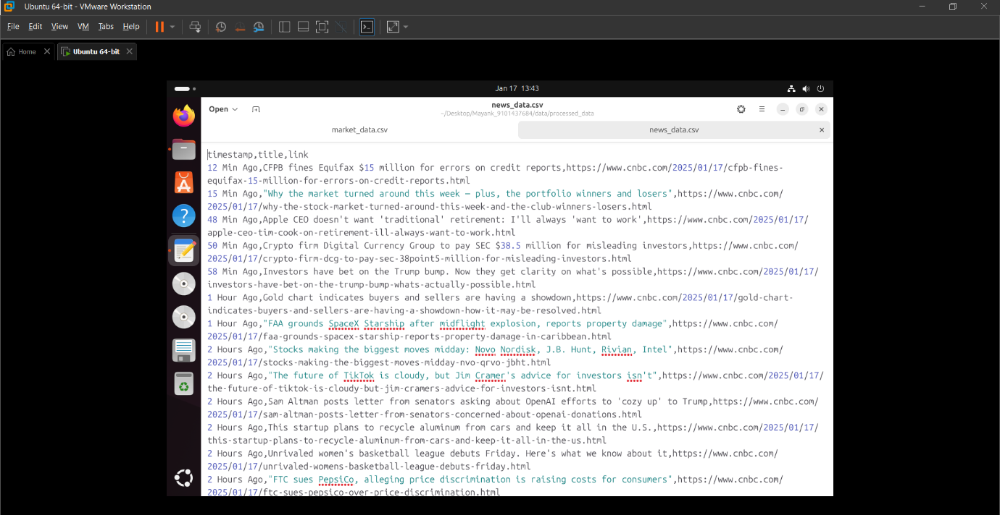 Ubuntu 64-bit - VMware Workstation
File Edit View VM Tabs Help
Home Ubuntu 64-bit
Jan 17 13:43
Open
news_data.csv
~/Desktop/Mayank_9101437684/data/processed_data
market_data.csv
news_data.csv
timestamp,title,link
12 Min Ago,CFPB fines Equifax $15 million for errors on credit reports,https://www.cnbc.com/2025/01/17/cfpb-fines-
equifax-15-million-for-errors-on-credit-reports.html
15 Min Ago,"Why the market turned around this week — plus, the portfolio winners and losers",https://www.cnbc.com/
2025/01/17/why-the-stock-market-turned-around-this-week-and-the-club-winners-losers.html
48 Min Ago,Apple CEO doesn't want 'traditional' retirement: I'll always 'want to work',https://www.cnbc.com/2025/01/17/
apple-ceo-tim-cook-on-retirement-ill-always-want-to-work.html
50 Min Ago,Crypto firm Digital Currency Group to pay SEC $38.5 million for misleading investors,https://www.cnbc.com/
2025/01/17/crypto-firm-dcg-to-pay-sec-38point5-million-for-misleading-investors.html
58 Min Ago,Investors have bet on the Trump bump. Now they get clarity on what's possible,https://www.cnbc.com/2025/01/17/
investors-have-bet-on-the-trump-bump-whats-actually-possible.html
1 Hour Ago,Gold chart indicates buyers and sellers are having a showdown,https://www.cnbc.com/2025/01/17/gold-chart-
indicates-buyers-and-sellers-are-having-a-showdown-how-it-may-be-resolved.html
1 Hour Ago,"FAA grounds SpaceX Starship after midflight explosion, reports property damage",https://www.cnbc.com/
2025/01/17/faa-grounds-spacex-starship-reports-property-damage-in-caribbean.html
2 Hours Ago,"Stocks making the biggest moves midday: Novo Nordisk, J.B. Hunt, Rivian, Intel",https://www.cnbc.com/
2025/01/17/stocks-making-the-biggest-moves-midday-nvo-qrvo-jbht.html
2 Hours Ago,"The future of TikTok is cloudy, but Jim Cramer's advice for investors isn't",https://www.cnbc.com/2025/01/17/
the-future-of-tiktok-is-cloudy-but-jim-cramers-advice-for-investors-isnt.html
2 Hours Ago,Sam Altman posts letter from senators asking about OpenAI efforts to 'cozy up' to Trump,https://www.cnbc.com/
2025/01/17/sam-altman-posts-letter-from-senators-concerned-about-openai-donations.html
2 Hours Ago,This startup plans to recycle aluminum from cars and keep it all in the U.S.,https://www.cnbc.com/2025/01/17/
this-startup-plans-to-recycle-aluminum-from-cars-and-keep-it-all-in-the-us.html
2 Hours Ago,Unrivaled women's basketball league debuts Friday. Here's what we know about it,https://www.cnbc.com/
2025/01/17/unrivaled-womens-basketball-league-debuts-friday.html
2 Hours Ago,"FTC sues PepsiCo, alleging price discrimination is raising costs for consumers",https://www.cnbc.com/
2025/01/17/ftc-sues-pepsico-over-price-discrimination.html